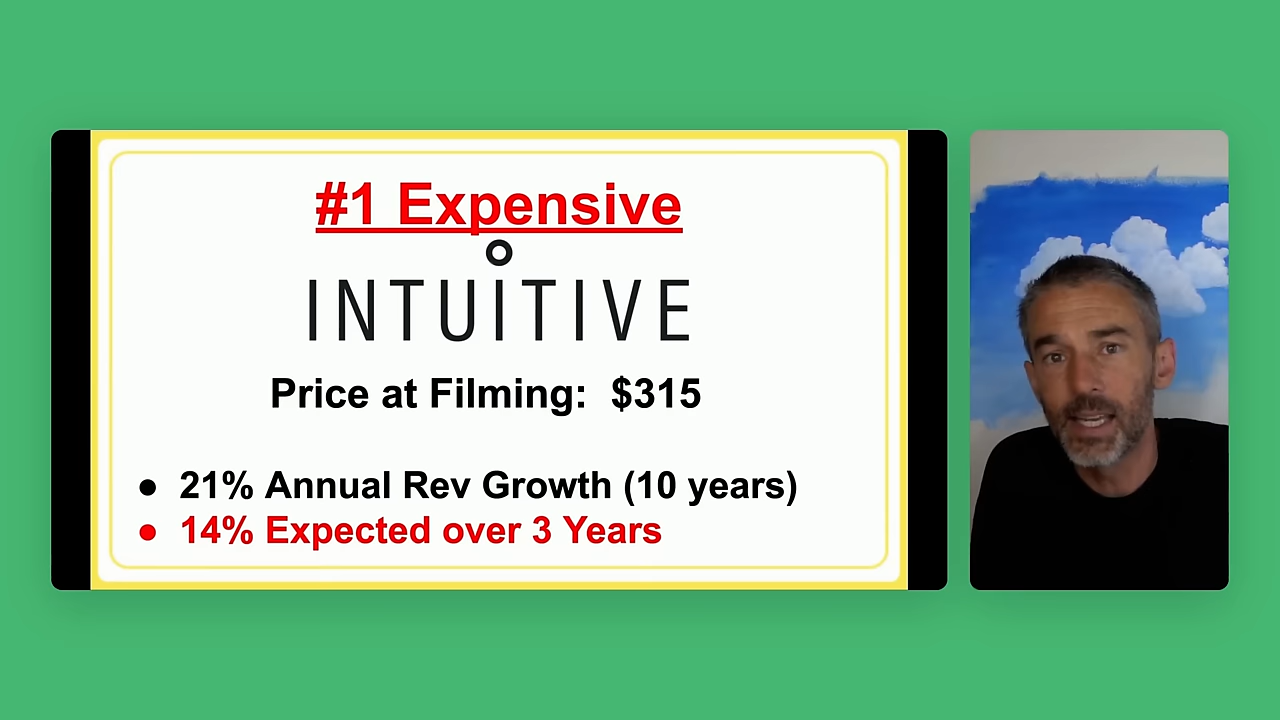 #1 Expensive
INTUITIVE
Price at Filming: $315
● 21% Annual Rev Growth (10 years)
● 14% Expected over 3 Years